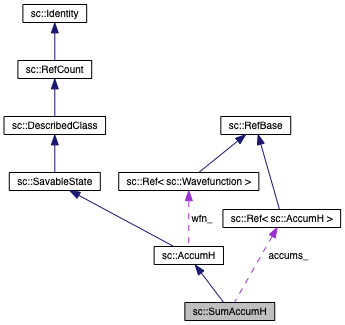 sc::Identity
sc::RefCount
sc::DescribedClass
sc::RefBase
sc::SavableState
sc::Ref< sc::Wavefunction >
sc::Ref< sc::AccumH >
wfn_
sc::AccumH
accums_
sc::SumAccumH